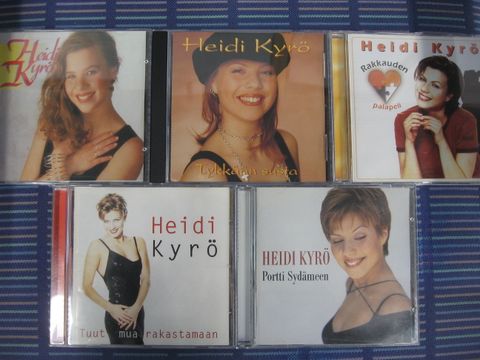 Heidi
Kyrö
Heidi Kyrö
Tykkään susta
Heidi Kyrö
Rakkauden
palapeli
Heidi
Kyrö
Tuut mua rakastamaan
HEIDI KYRÖ
Portti Sydämeen